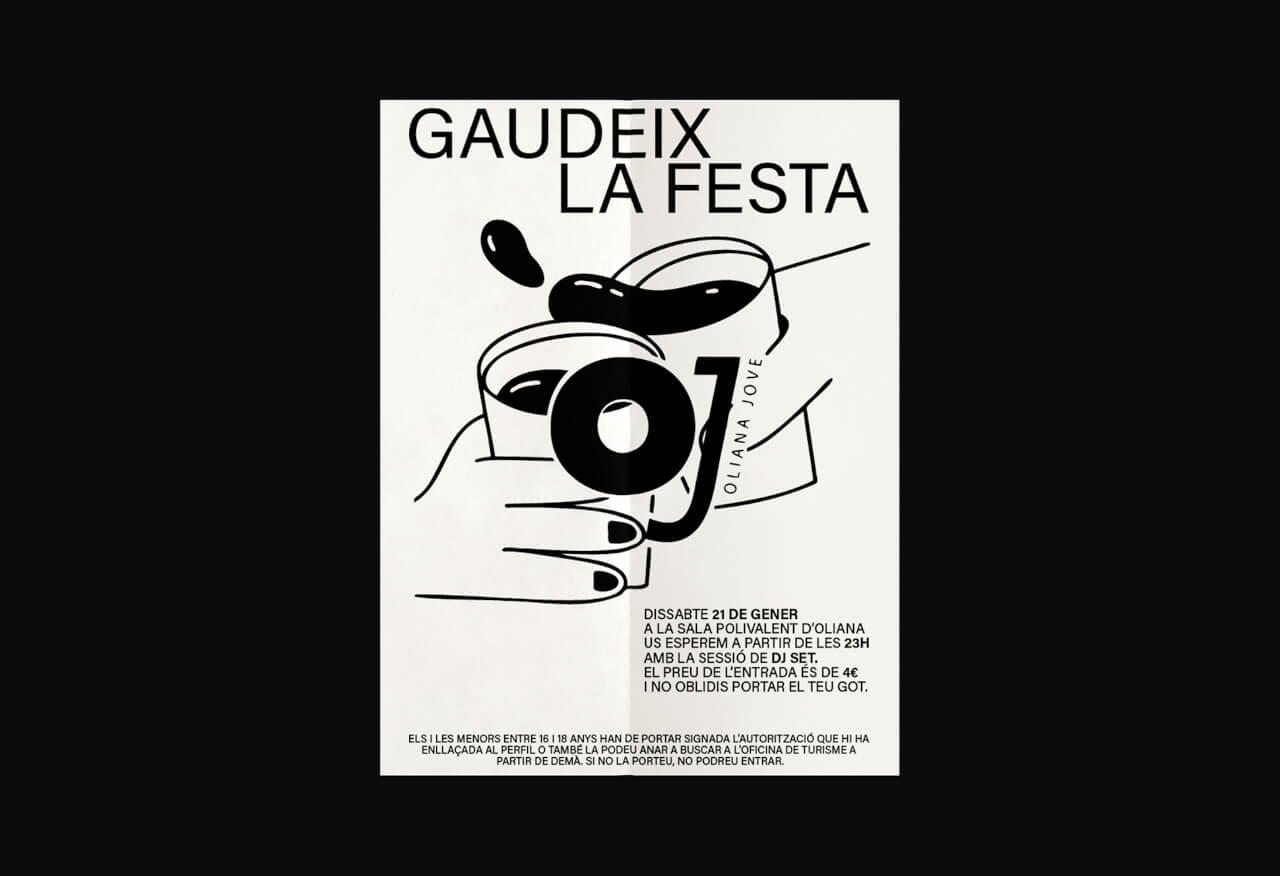 GAUDEIX
LA FESTA
OJ
OLIANA JOVE
DISSABTE 21 DE GENER
A LA SALA POLIVALENT D'OLIANA
US ESPEREM A PARTIR DE LES 23H
AMB LA SESSIÓ DE DJ SET.
EL PREU DE L'ENTRADA ÉS DE 4€
I NO OBLIDIS PORTAR EL TEU GOT.
ELS I LES MENORS ENTRE 16 I 18 ANYS HAN DE PORTAR SIGNADA L'AUTORITZACIÓ QUE HI HA
ENLLAÇADA AL PERFIL O TAMBÉ LA PODEU ANAR A BUSCAR A L'OFICINA DE TURISME A
PARTIR DE DEMÀ. SI NO LA PORTEU, NO PODREU ENTRAR.